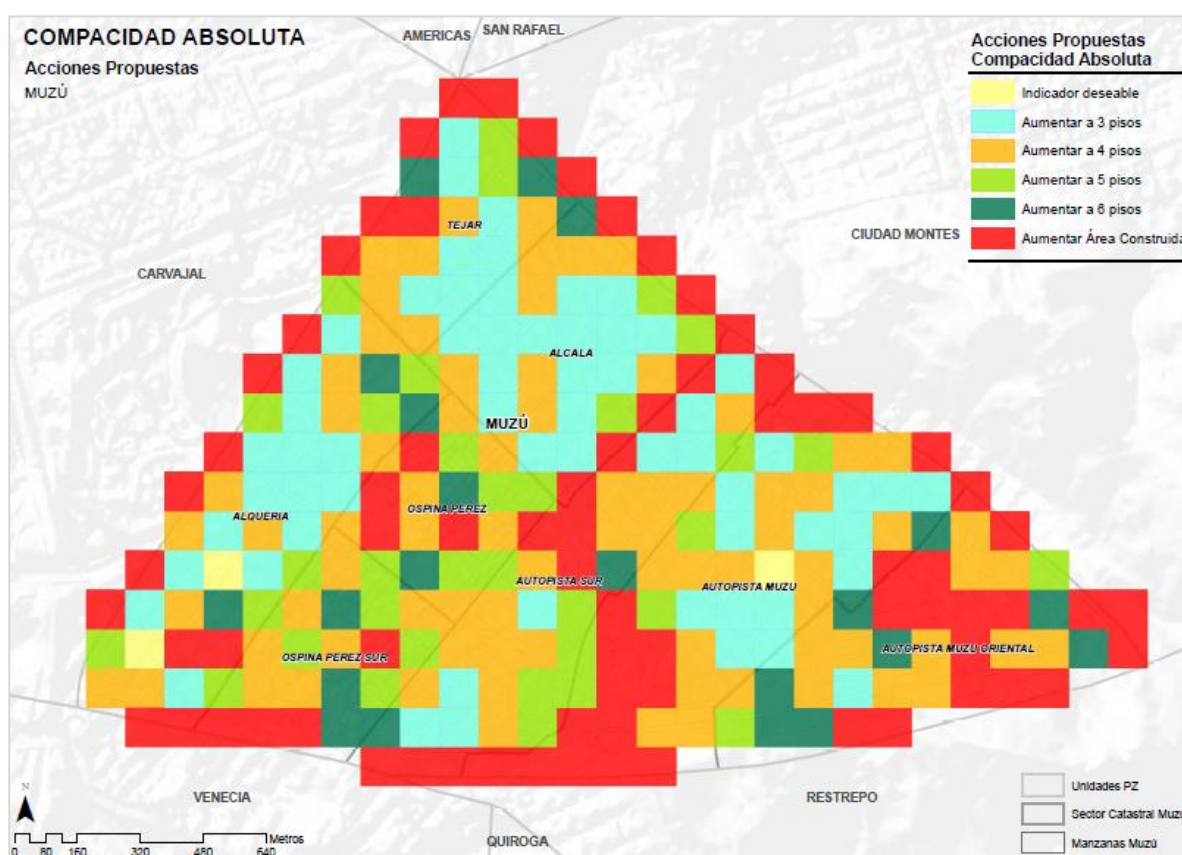 COMPACIDAD ABSOLUTA
Acciones Propuestas
MUZÚ
AMERICAS
SAN RAFAEL
Acciones Propuestas
Compacidad Absoluta
Indicador deseable
Aumentar a 3 pisos
Aumentar a 4 pisos
Aumentar a 5 pisos
Aumentar a 6 pisos
Aumentar Área Construida
TEJAR
CIUDAD MONTES
CARVAJAL
ALCALA
MUZÚ
OSPINA PEREZ
ALQUERIA
AUTOPISTA SUR
AUTOPISTA MUZU
OSPINA PEREZ SUR
AUTOPISTA MUZU ORIENTAL
VENECIA
RESTREPO
QUIROGA
N
Metros
0 80 160 320 480 640
Unidades PZ
Sector Catastral Muzú
Manzanas Muzú